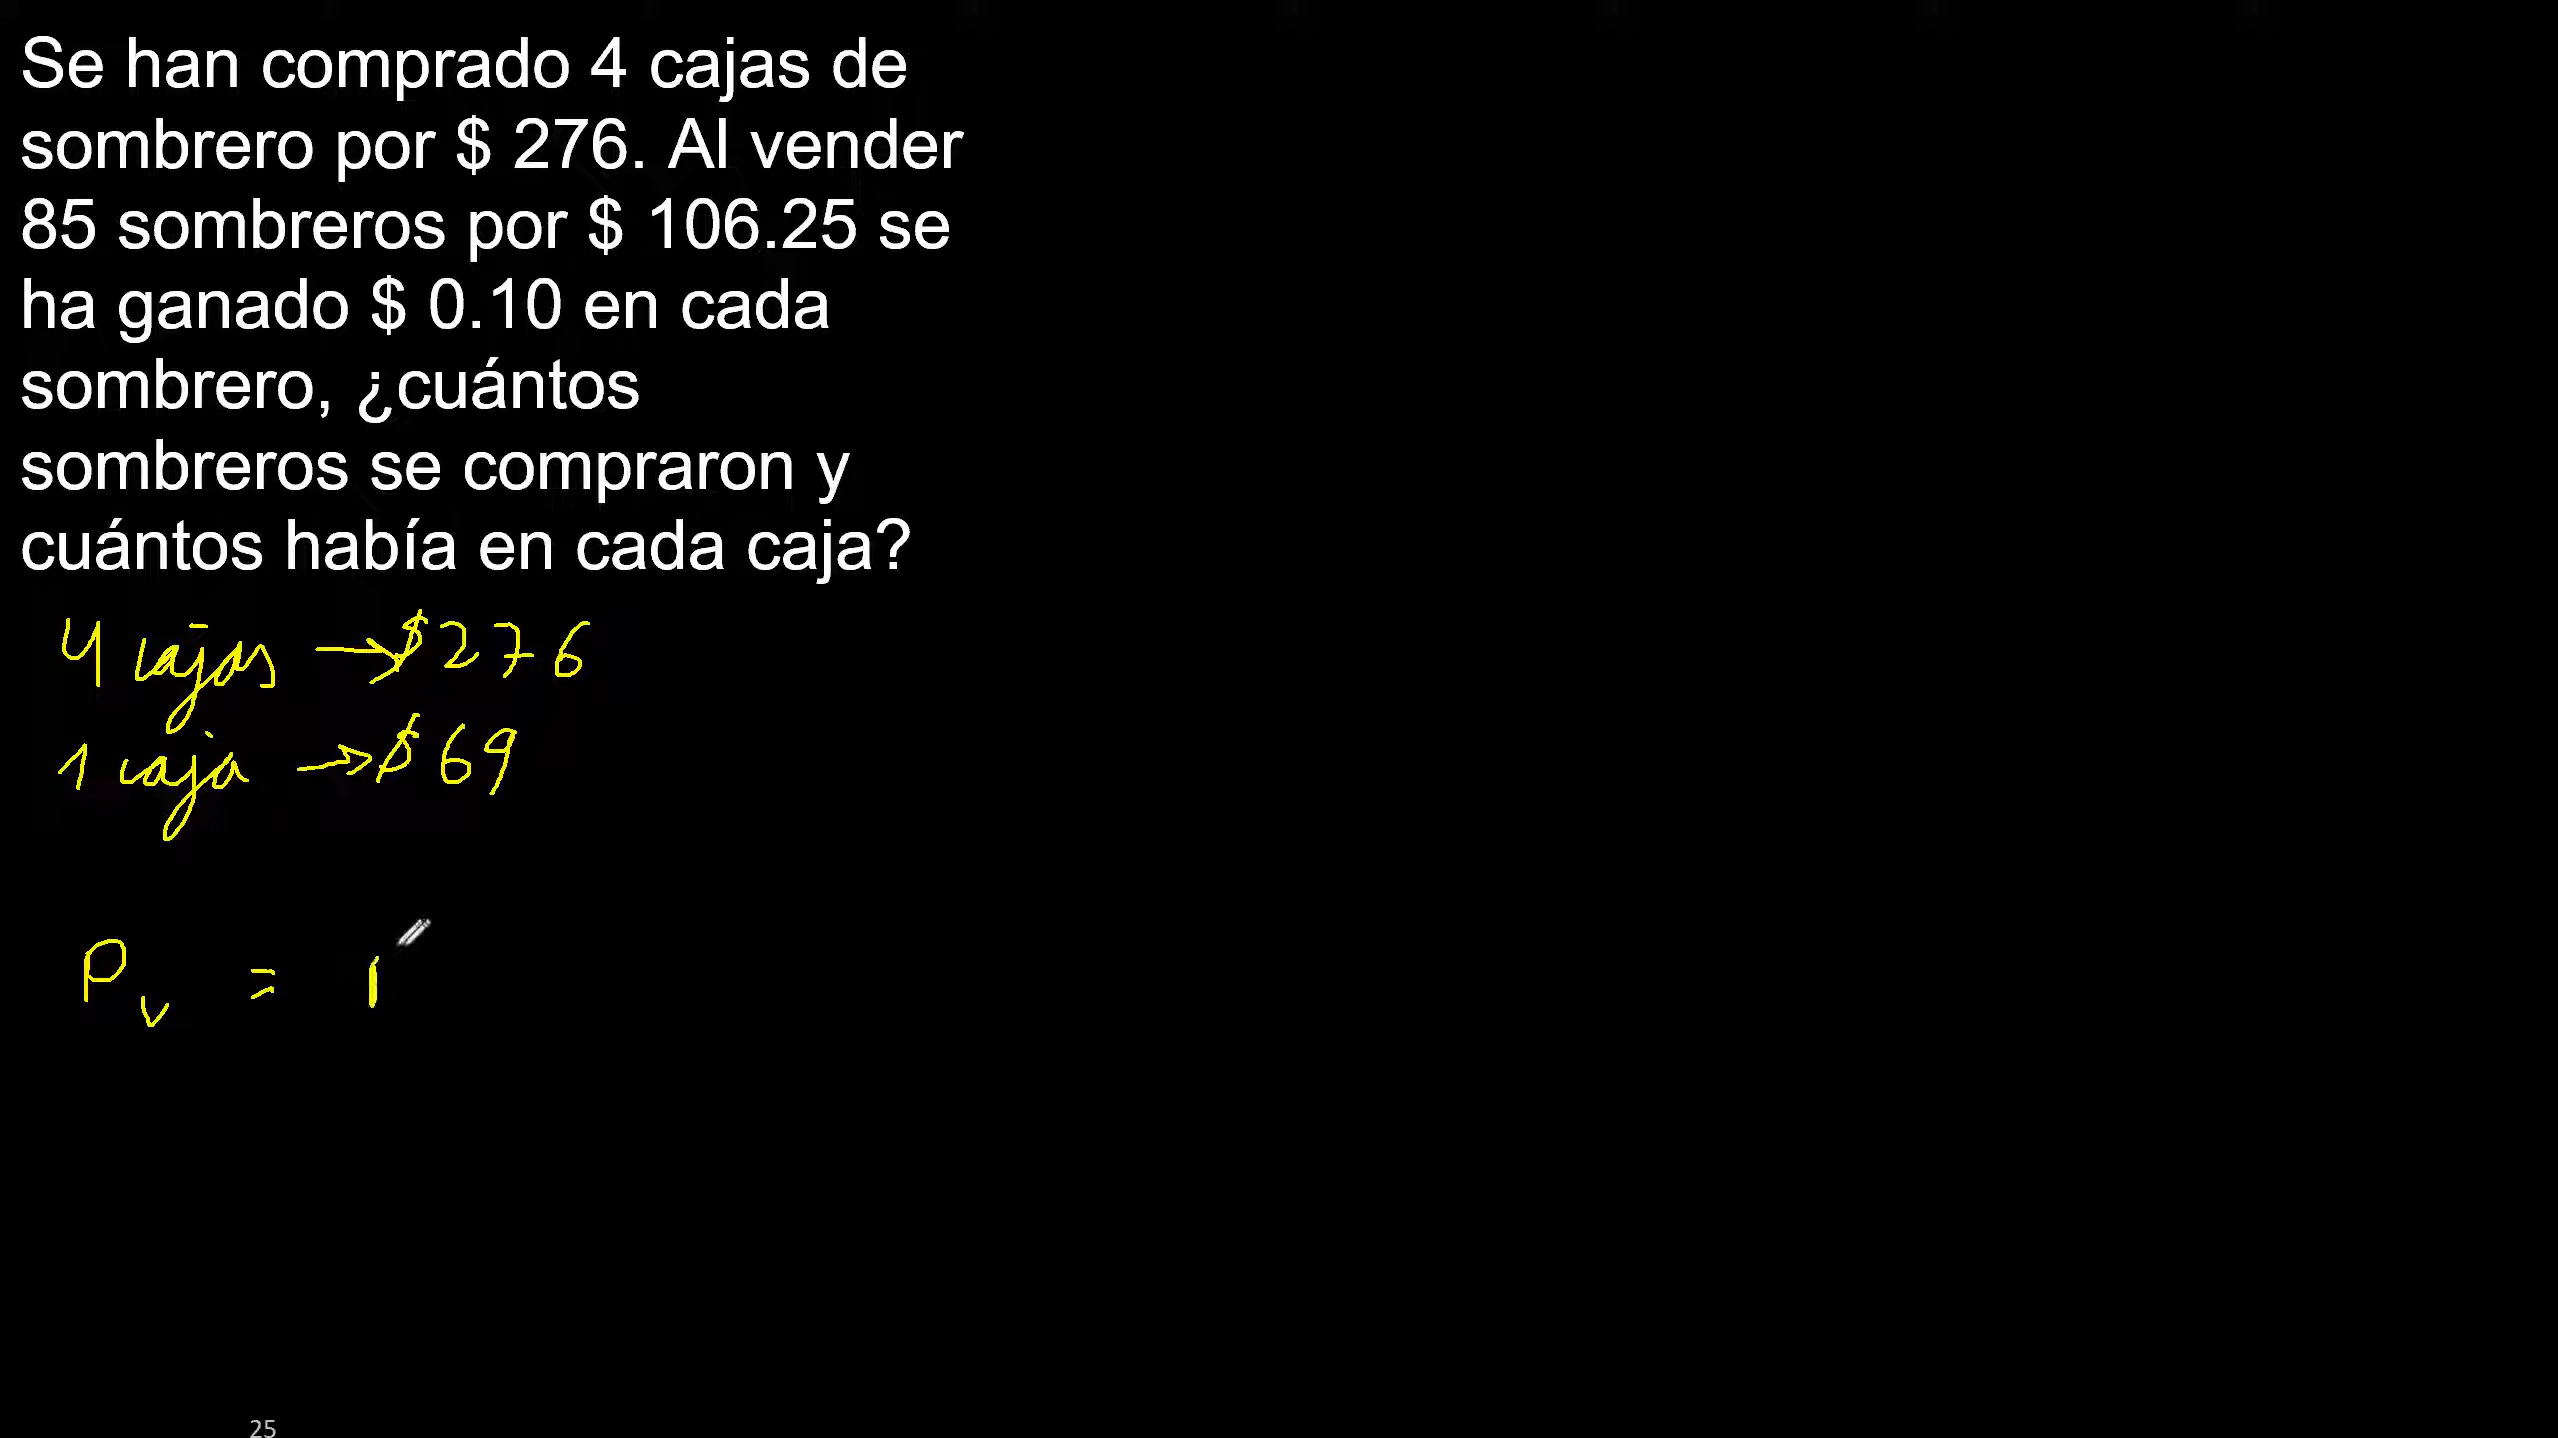 Se han comprado 4 cajas de
sombrero por $ 276. Al vender
85 sombreros por $ 106.25 se
ha ganado $ 0.10 en cada
sombrero, ¿cuántos
sombreros se compraron y
cuántos había en cada caja?
4 cajas → $276
1 caja → $69
Pv = 1
25